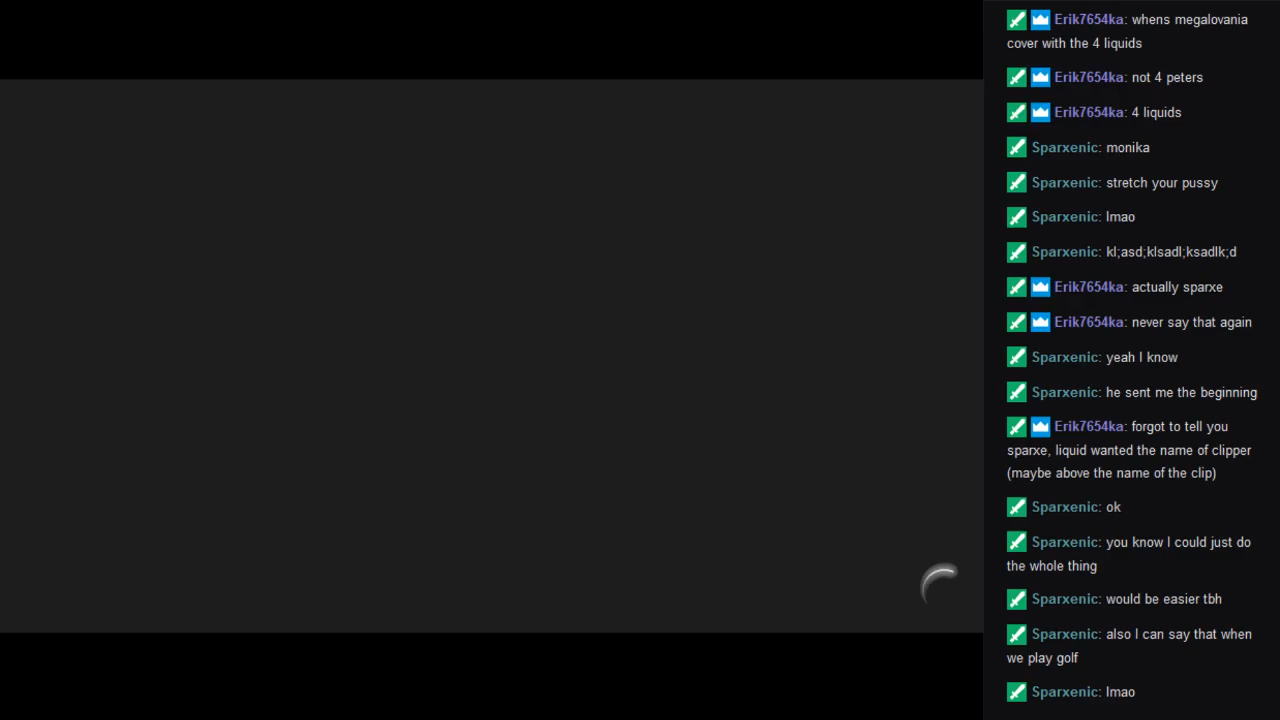 Erik7654ka: whens megalovania
cover with the 4 liquids
Erik7654ka: not 4 peters
Erik7654ka: 4 liquids
Sparxenic: monika
Sparxenic: stretch your pussy
Sparxenic: lmao
Sparxenic: kl;asd;klsadl;ksadlk;d
Erik7654ka: actually sparxe
Erik7654ka: never say that again
Sparxenic: yeah I know
Sparxenic: he sent me the beginning
Erik7654ka: forgot to tell you
sparxe, liquid wanted the name of clipper
(maybe above the name of the clip)
Sparxenic: ok
Sparxenic: you know I could just do
the whole thing
Sparxenic: would be easier tbh
Sparxenic: also I can say that when
we play golf
Sparxenic: lmao